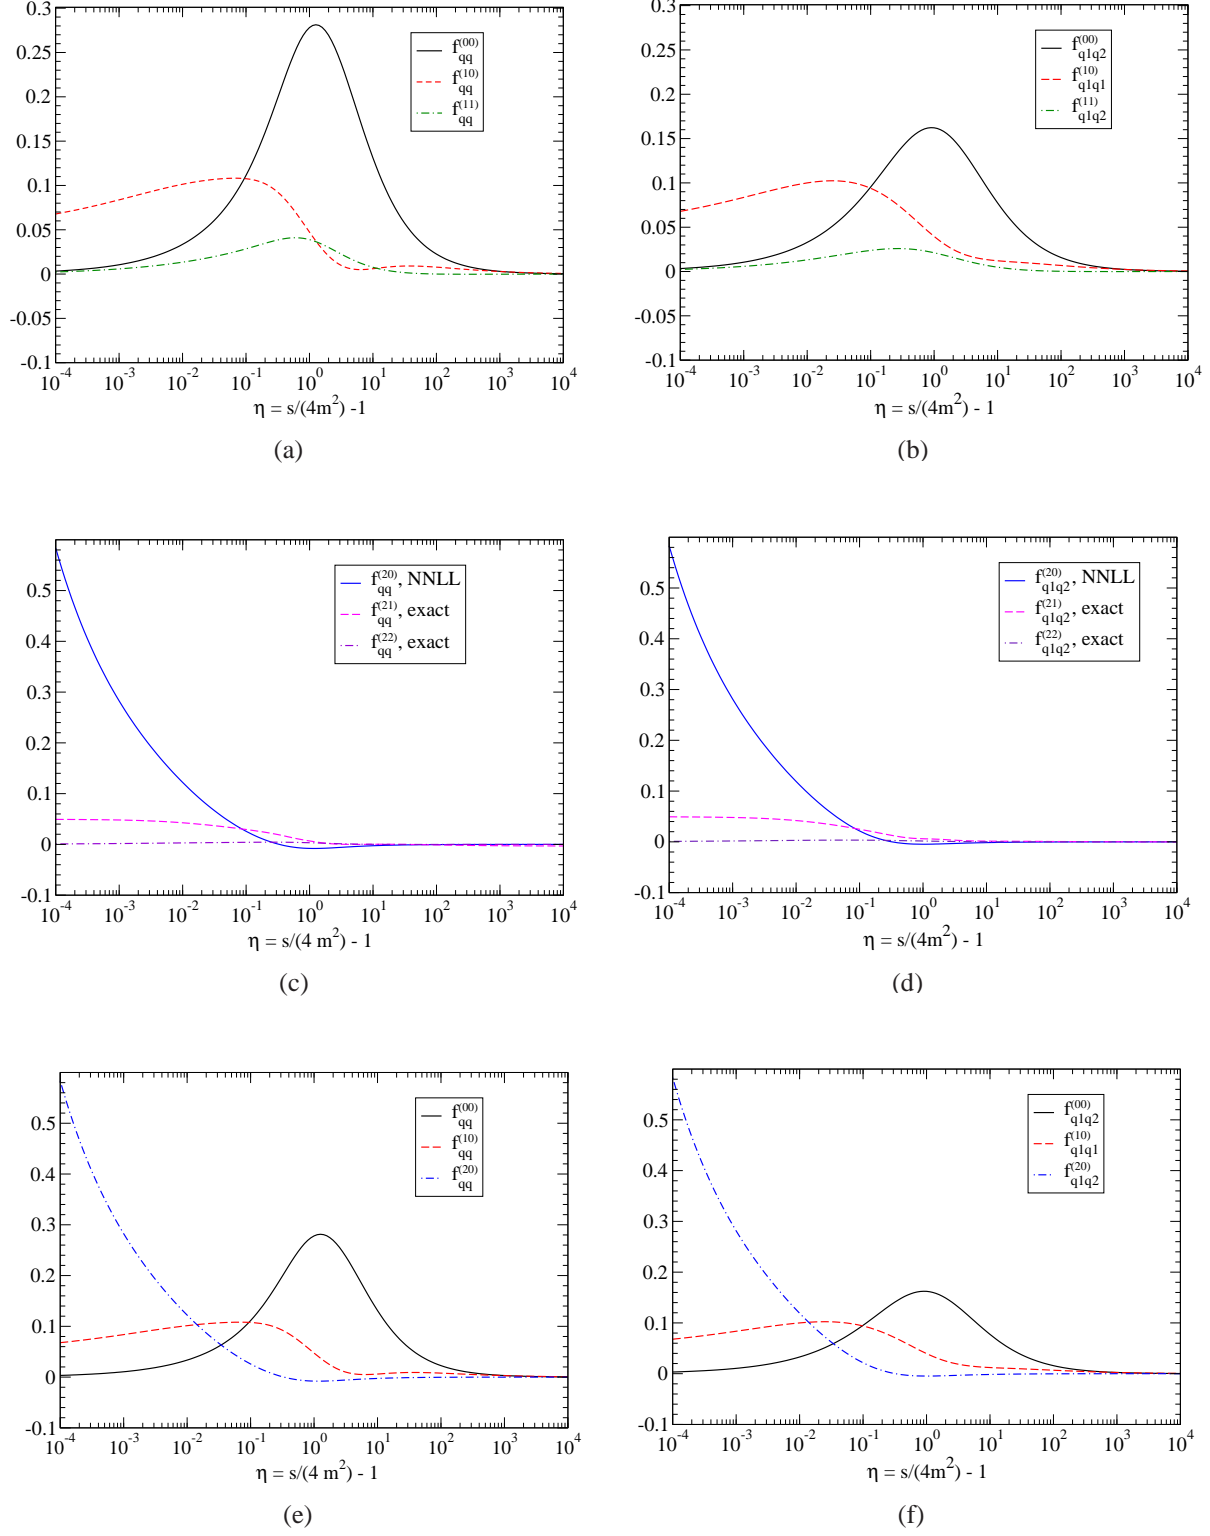 0.3
0.25
0.2
0.15
0.1
0.05
0
-0.05
-0.1
10^-4 10^-3 10^-2 10^-1 10^0 10^1 10^2 10^3 10^4
η = s/(4m^2) -1
f_qq^(00)
f_qq^(10)
f_qq^(11)
(a)
0.3
0.25
0.2
0.15
0.1
0.05
0
-0.05
-0.1
10^-4 10^-3 10^-2 10^-1 10^0 10^1 10^2 10^3 10^4
η = s/(4m^2) - 1
f_q1q2^(00)
f_q1q1^(10)
f_q1q2^(11)
(b)
0.5
0.4
0.3
0.2
0.1
0
-0.1
10^-4 10^-3 10^-2 10^-1 10^0 10^1 10^2 10^3 10^4
η = s/(4 m^2) - 1
f_qq^(20), NNLL
f_qq^(21), exact
f_qq^(22), exact
(c)
0.5
0.4
0.3
0.2
0.1
0
-0.1
10^-4 10^-3 10^-2 10^-1 10^0 10^1 10^2 10^3 10^4
η = s/(4m^2) - 1
f_q1q2^(20), NNLL
f_q1q2^(21), exact
f_q1q2^(22), exact
(d)
0.5
0.4
0.3
0.2
0.1
0
-0.1
10^-4 10^-3 10^-2 10^-1 10^0 10^1 10^2 10^3 10^4
η = s/(4 m^2) - 1
f_qq^(00)
f_qq^(10)
f_qq^(20)
(e)
0.5
0.4
0.3
0.2
0.1
0
-0.1
10^-4 10^-3 10^-2 10^-1 10^0 10^1 10^2 10^3 10^4
η = s/(4m^2) - 1
f_q1q2^(00)
f_q1q1^(10)
f_q1q2^(20)
(f)